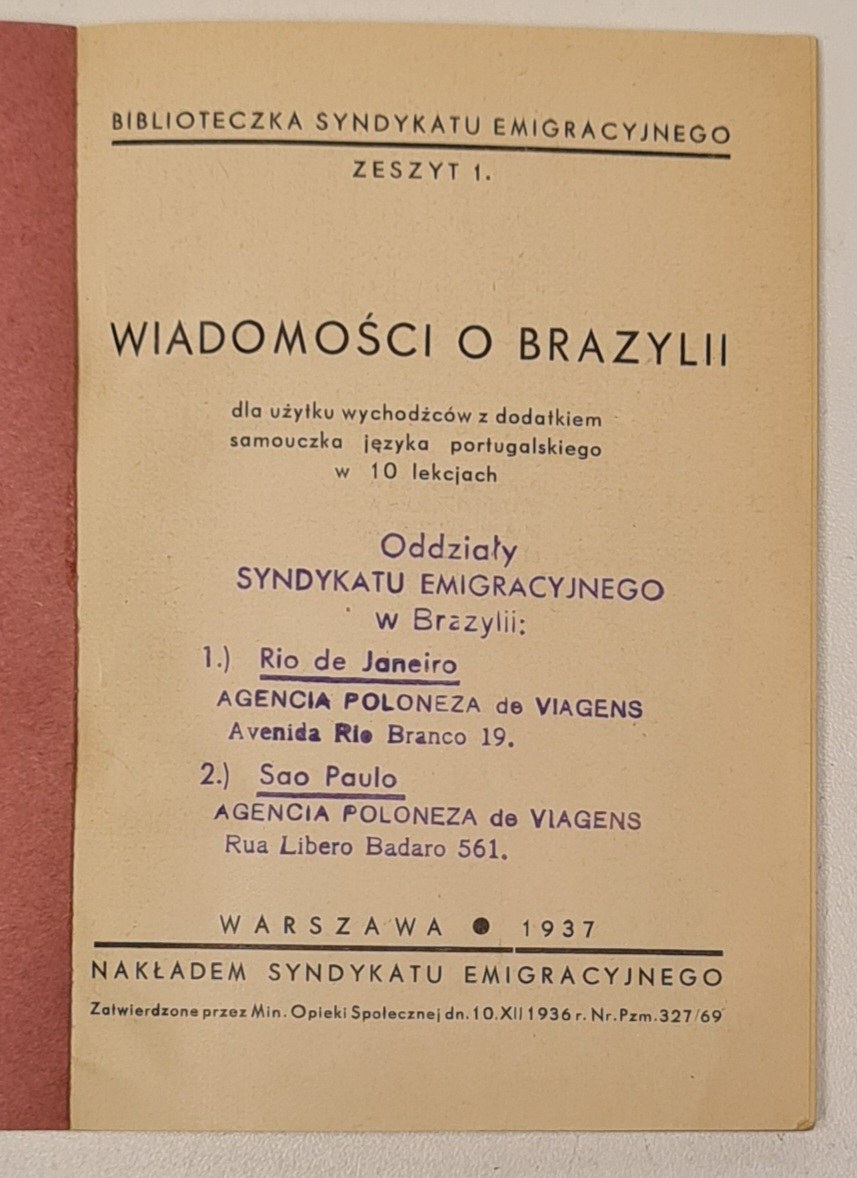 BIBLIOTECZKA SYNDYKATU EMIGRACYJNEGO
ZESZYT 1.
WIADOMOŚCI O BRAZYLII
dla użytku wychodźców z dodatkiem
samouczka języka portugalskiego
w 10 lekcjach
Oddziały
SYNDYKATU EMIGRACYJNEGO
w Brazylii:
1.) Rio de Janeiro
AGENCIA POLONEZA de VIAGENS
Avenida Rio Branco 19.
2.) Sao Paulo
AGENCIA POLONEZA de VIAGENS
Rua Libero Badaro 561.
WARSZAWA ● 1937
NAKŁADEM SYNDYKATU EMIGRACYJNEGO
Zatwierdzone przez Min. Opieki Społecznej dn. 10.XII 1936 r. Nr. Pzm. 327/69